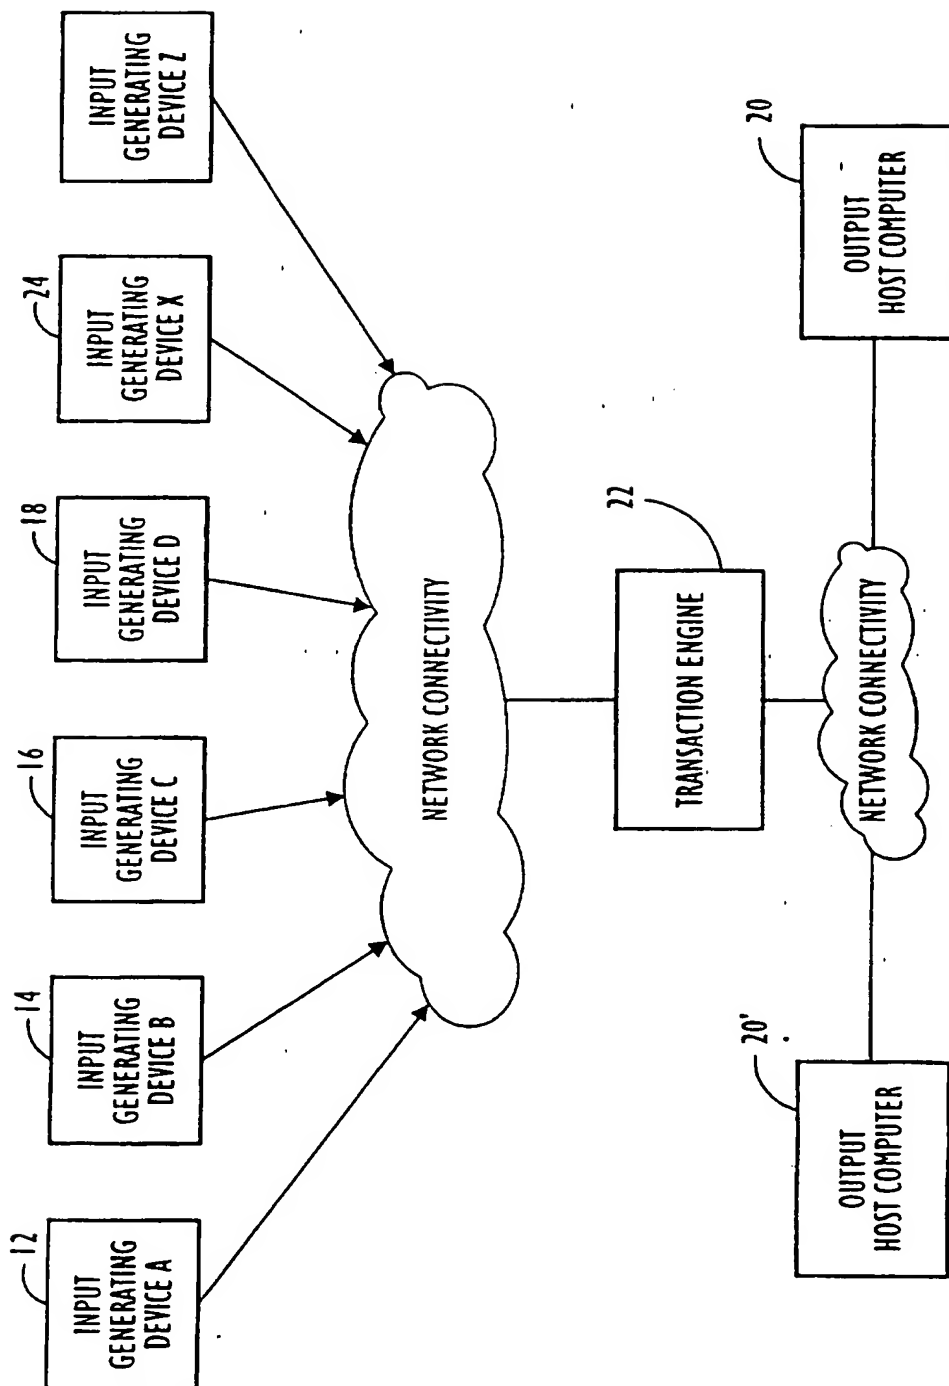 12
INPUT
GENERATING
DEVICE A
14
INPUT
GENERATING
DEVICE B
16
INPUT
GENERATING
DEVICE C
18
INPUT
GENERATING
DEVICE D
24
INPUT
GENERATING
DEVICE X
INPUT
GENERATING
DEVICE Z
NETWORK CONNECTIVITY
22
TRANSACTION ENGINE
20'
OUTPUT
HOST COMPUTER
NETWORK CONNECTIVITY
20
OUTPUT
HOST COMPUTER